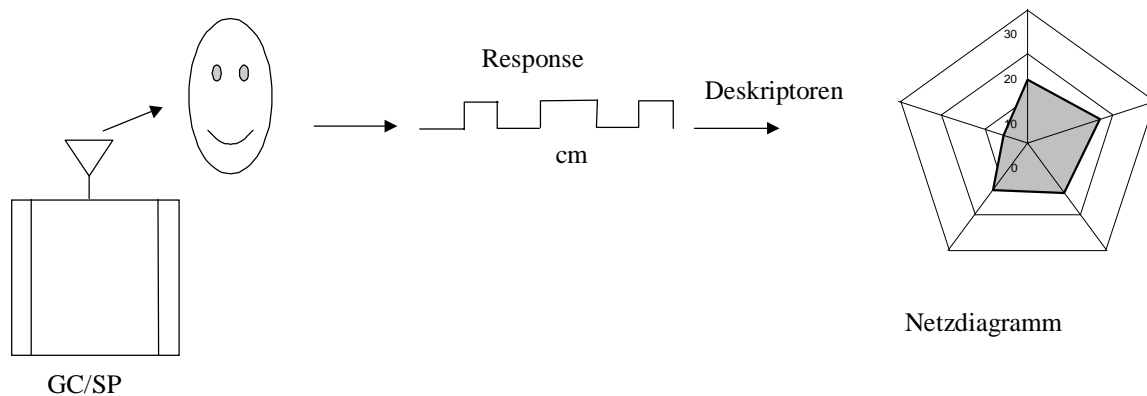 Response
cm
Deskriptoren
30
20
10
0
Netzdiagramm
GC/SP